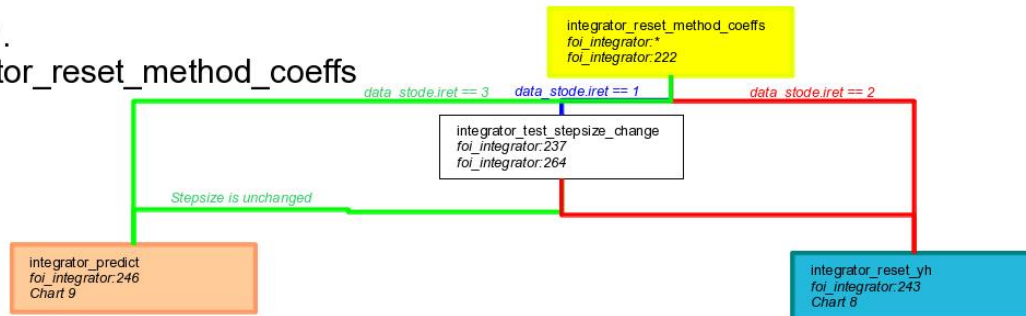 integrator_reset_method_coeffs
foi_integrator:*
foi_integrator:222
tor_reset_method_coeffs
data_stode.iret == 3
data_stode.iret == 1
data_stode.iret == 2
integrator_test_stepsize_change
foi_integrator:237
foi_integrator:264
Stepsize is unchanged
integrator_predict
foi_integrator:246
Chart 9
integrator_reset_yh
foi_integrator:243
Chart 8